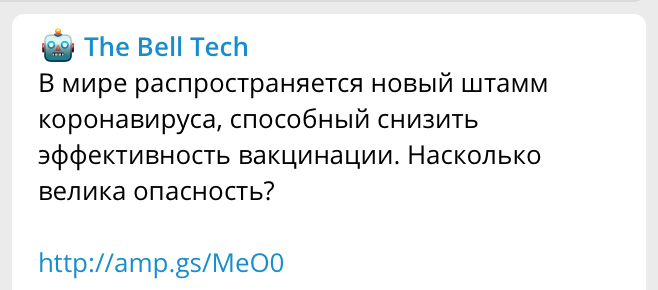 The Bell Tech
В мире распространяется новый штамм
коронавируса, способный снизить
эффективность вакцинации. Насколько
велика опасность?
http://amp.gs/MeO0